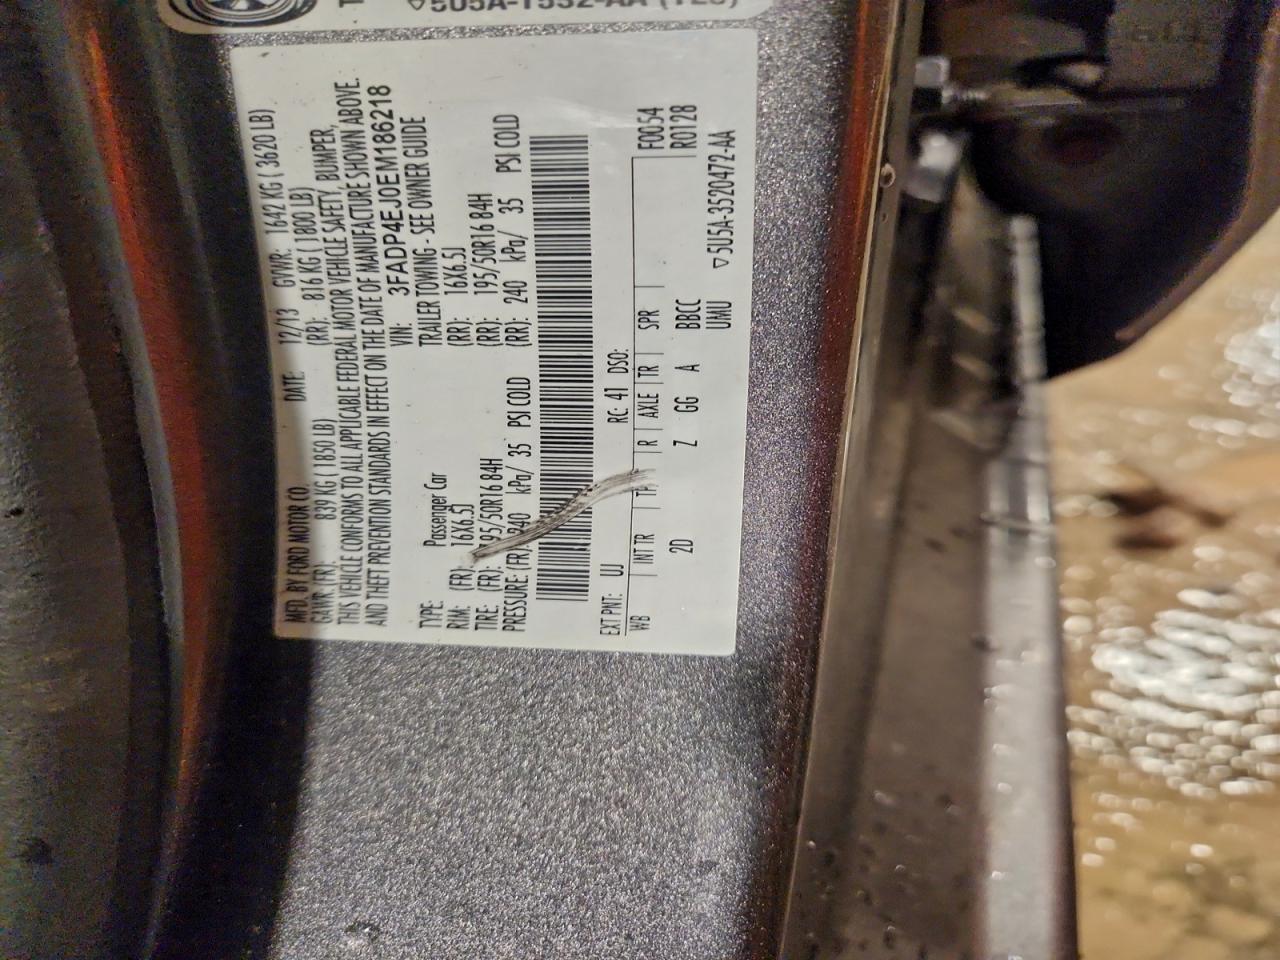 5U5A-1532-AA
MFD. BY FORD MOTOR CO. DATE: 12/13 GVWR: 1642 KG ( 3620 LB)
GAWR (FR): 839 KG ( 1850 LB) (RR): 816 KG ( 1800 LB)
THIS VEHICLE CONFORMS TO ALL APPLICABLE FEDERAL MOTOR VEHICLE SAFETY, BUMPER,
AND THEFT PREVENTION STANDARDS IN EFFECT ON THE DATE OF MANUFACTURE SHOWN ABOVE.
VIN: 3FADP4EJ0EM186218
TYPE: Passenger Car TRAILER TOWING - SEE OWNER GUIDE
RIM: (FR): 16X6.5J (RR): 16X6.5J
TIRE: (FR): 195/50R16 84H (RR): 195/50R16 84H
PRESSURE: (FR): 240 kPa/ 35 PSI COLD (RR): 240 kPa/ 35 PSI COLD
EXT PNT: UJ RC: 41 DSO: F0054
WB INT TR TP R AXLE TR SPR R0128
2D Z GG A BBCC
UMU ▽5U5A-3520472-AA